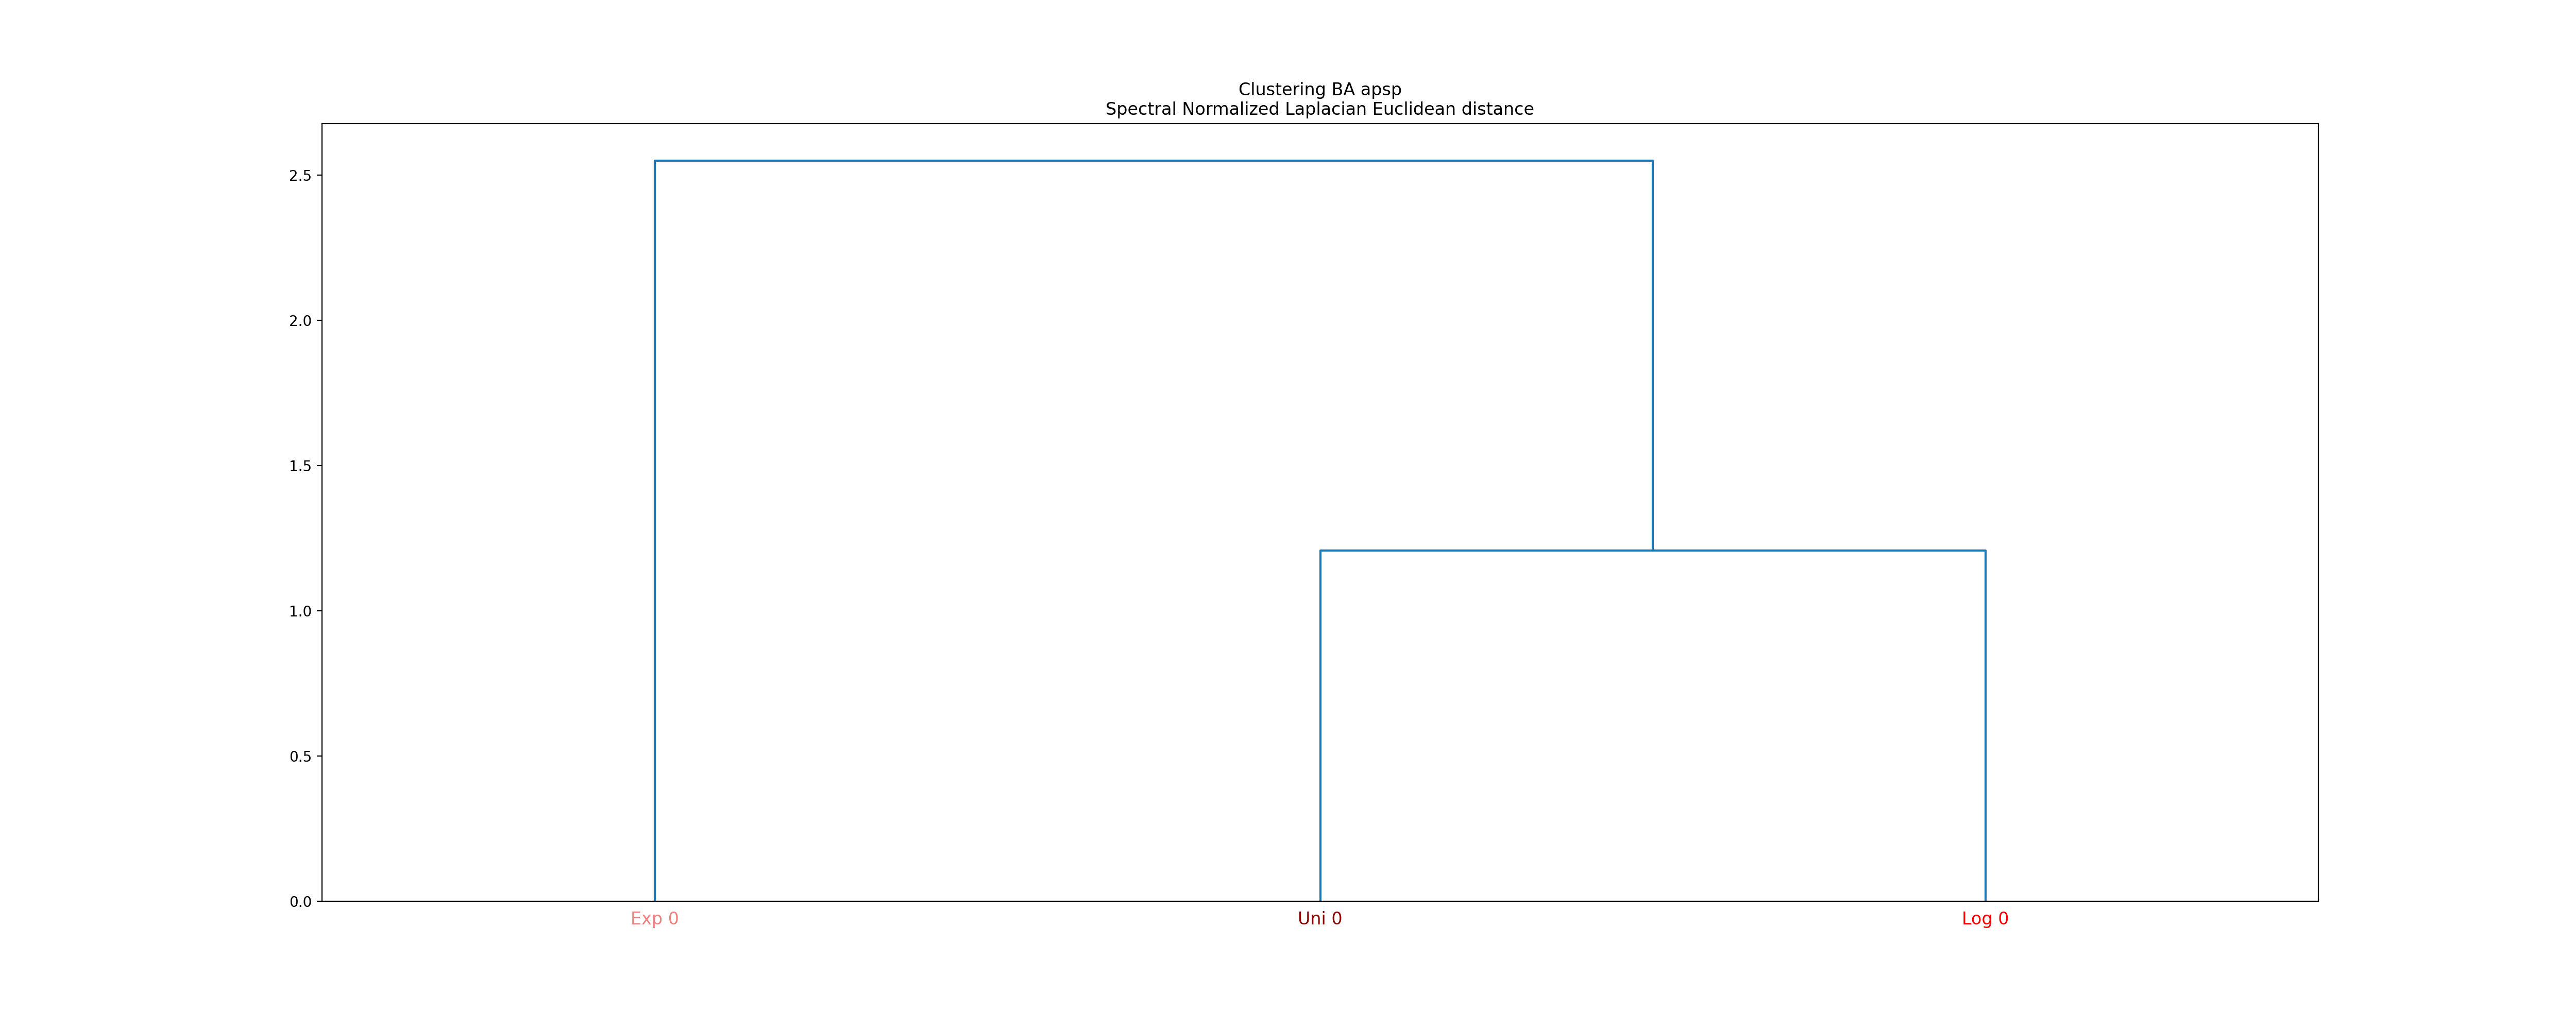 Clustering BA apsp
Spectral Normalized Laplacian Euclidean distance
2.5
2.0
1.5
1.0
0.5
0.0
Exp 0
Uni 0
Log 0